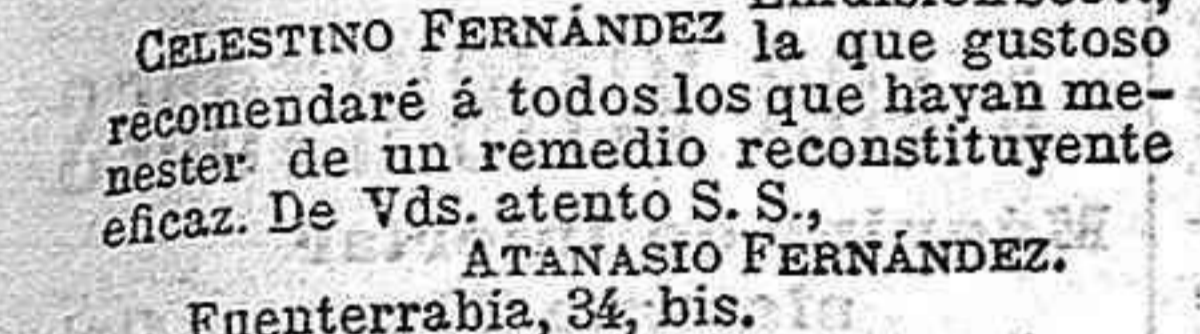 CELESTINO FERNÁNDEZ la que gustoso
recomendaré á todos los que hayan me-
nester de un remedio reconstituyente
eficaz. De Vds. atento S. S.,
ATANASIO FERNÁNDEZ.
Fuenterrabía, 34, bis.